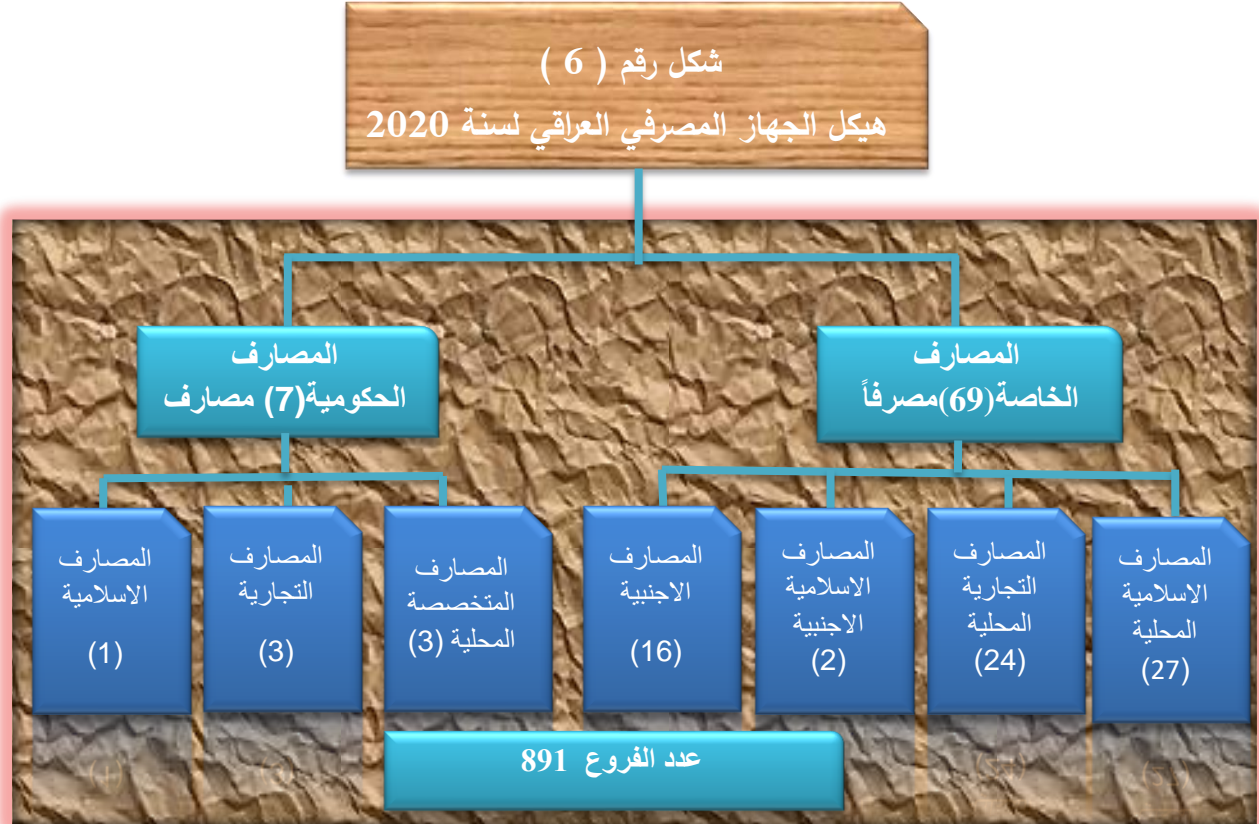 شكل رقم ( 6 )
هيكل الجهاز المصرفي العراقي لسنة 2020
المصارف
الخاصة(69)مصرفاً
المصارف
الحكومية(7) مصارف
المصارف
الاسلامية
المحلية
(27)
المصارف
التجارية
المحلية
(24)
المصارف
الاسلامية
الاجنبية
(2)
المصارف
الاجنبية
(16)
المصارف
المتخصصة
المحلية (3)
المصارف
التجارية
(3)
المصارف
الاسلامية
(1)
عدد الفروع 891